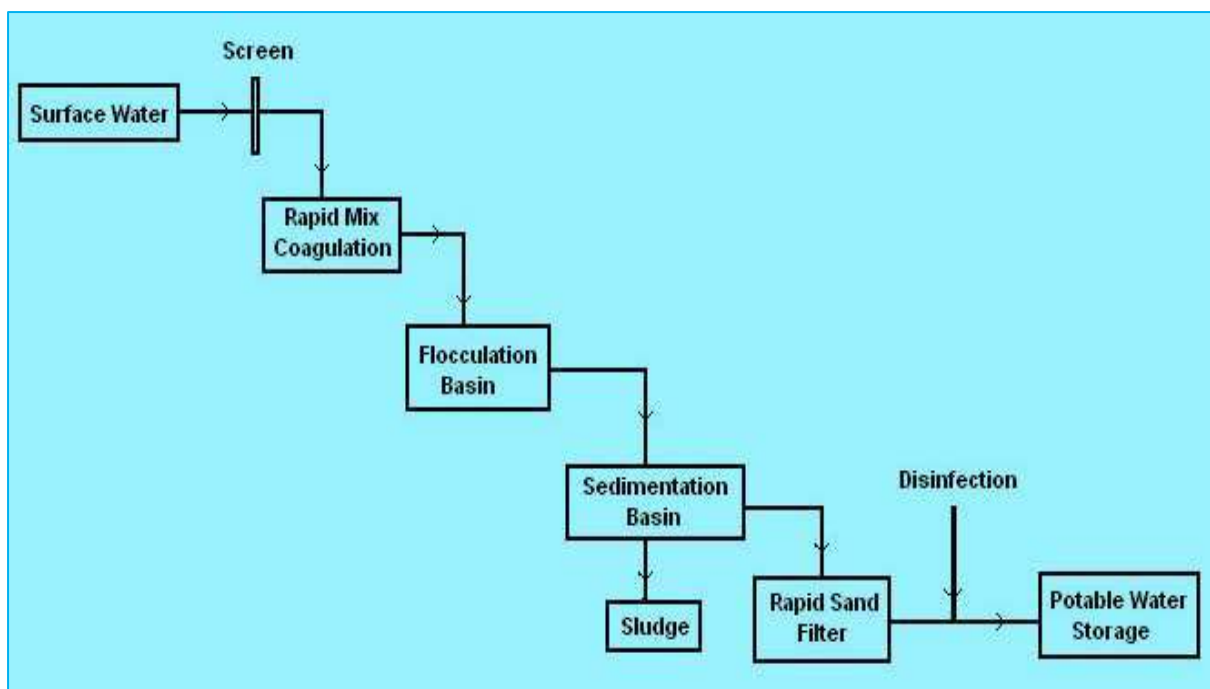 Screen
Surface Water
Rapid Mix
Coagulation
Flocculation
Basin
Sedimentation
Basin
Disinfection
Sludge
Rapid Sand
Filter
Potable Water
Storage